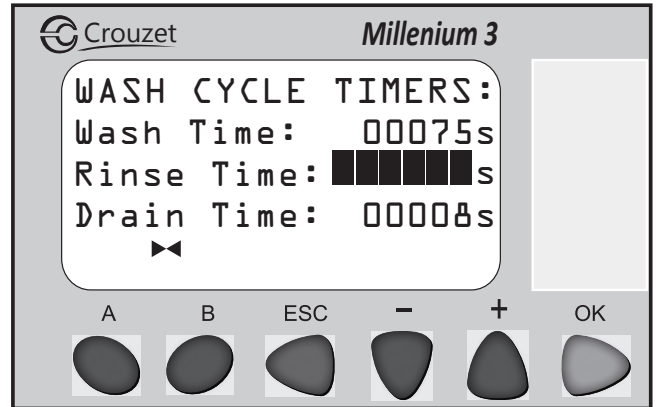 Crouzet Millenium 3
WASH CYCLE TIMERS:
Wash Time: 00075s
Rinse Time: s
Drain Time: 00008s
A B ESC - + OK